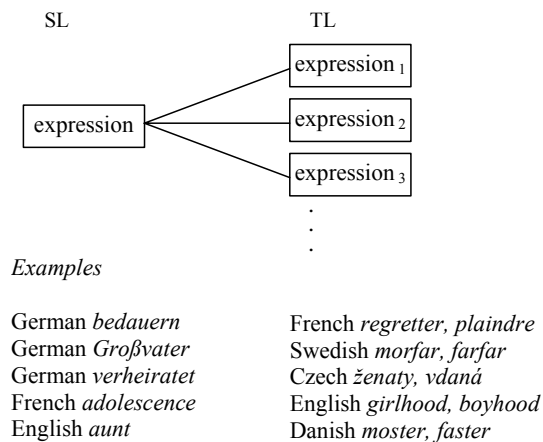 SL TL
expression 1
expression expression 2
expression 3
.
.
.
Examples
German bedauern French regretter, plaindre
German Großvater Swedish morfar, farfar
German verheiratet Czech ženaty, vdaná
French adolescence English girlhood, boyhood
English aunt Danish moster, faster